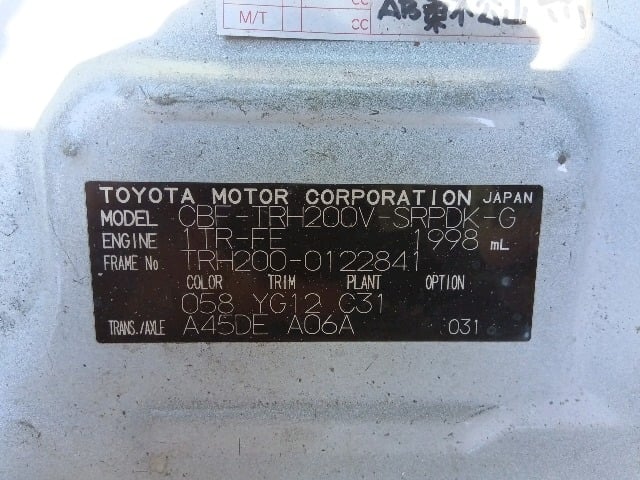 CC
M/T CC
TOYOTA MOTOR CORPORATION JAPAN
MODEL CBF-TRH200V-SRPDK-G
ENGINE 1TR-FE 1998 mL
FRAME No TRH200-0122841
COLOR TRIM PLANT OPTION
058 YG12 C31
TRANS./AXLE A45DE A06A 031